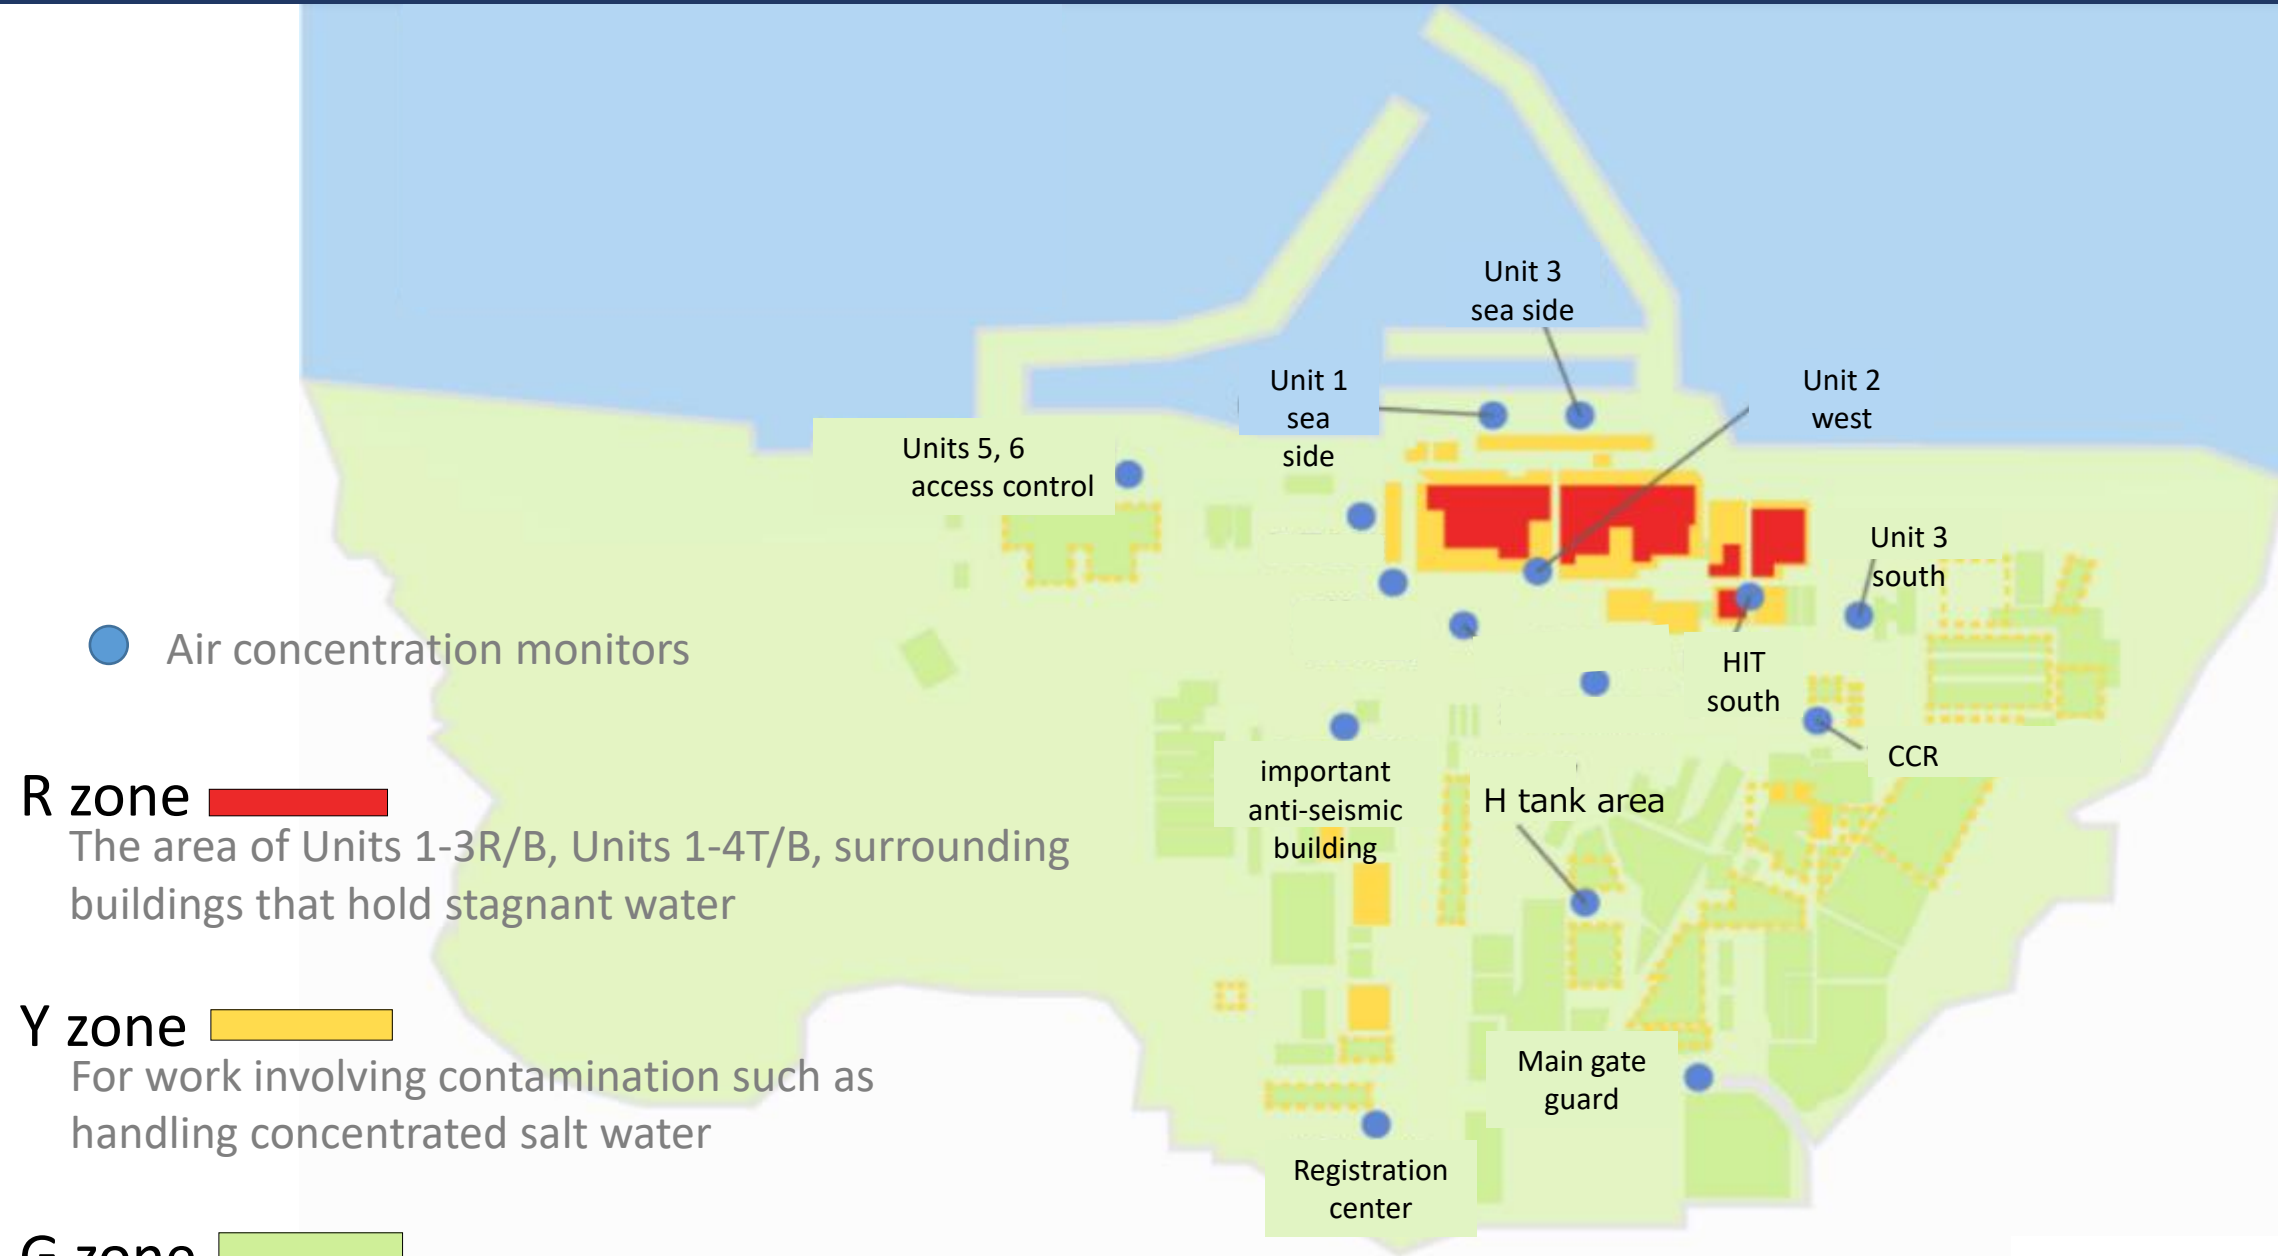 Unit 3
sea side
Unit 1
sea
side
Unit 2
west
Units 5, 6
access control
Unit 3
south
Air concentration monitors
HIT
south
CCR
important
anti-seismic
building
H tank area
R zone
The area of Units 1-3R/B, Units 1-4T/B, surrounding
buildings that hold stagnant water
Y zone
For work involving contamination such as
handling concentrated salt water
Main gate
guard
Registration
center
G zone